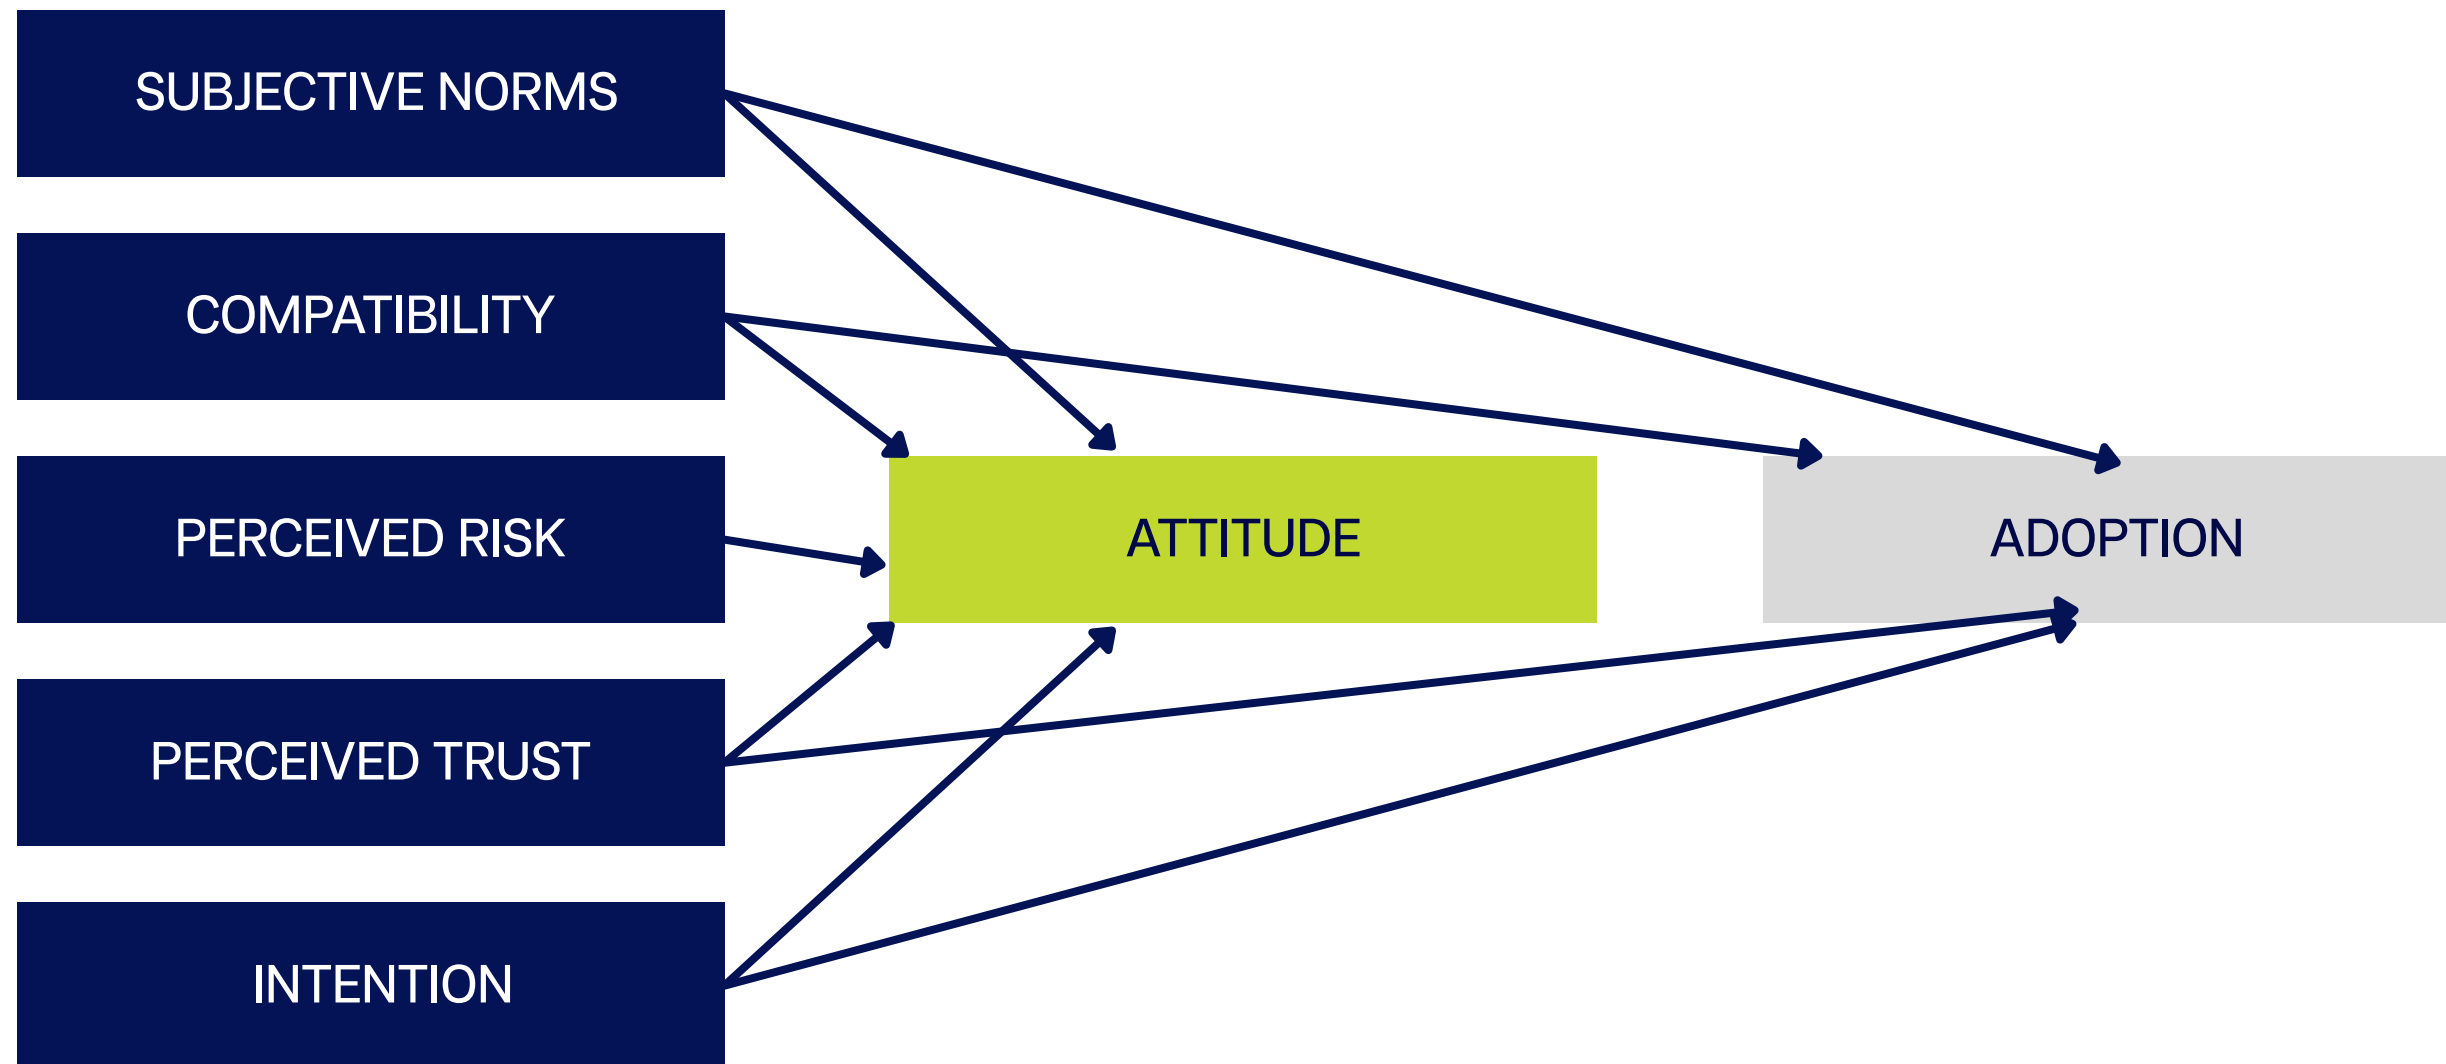 SUBJECTIVE NORMS
COMPATIBILITY
PERCEIVED RISK
ATTITUDE
ADOPTION
PERCEIVED TRUST
INTENTION